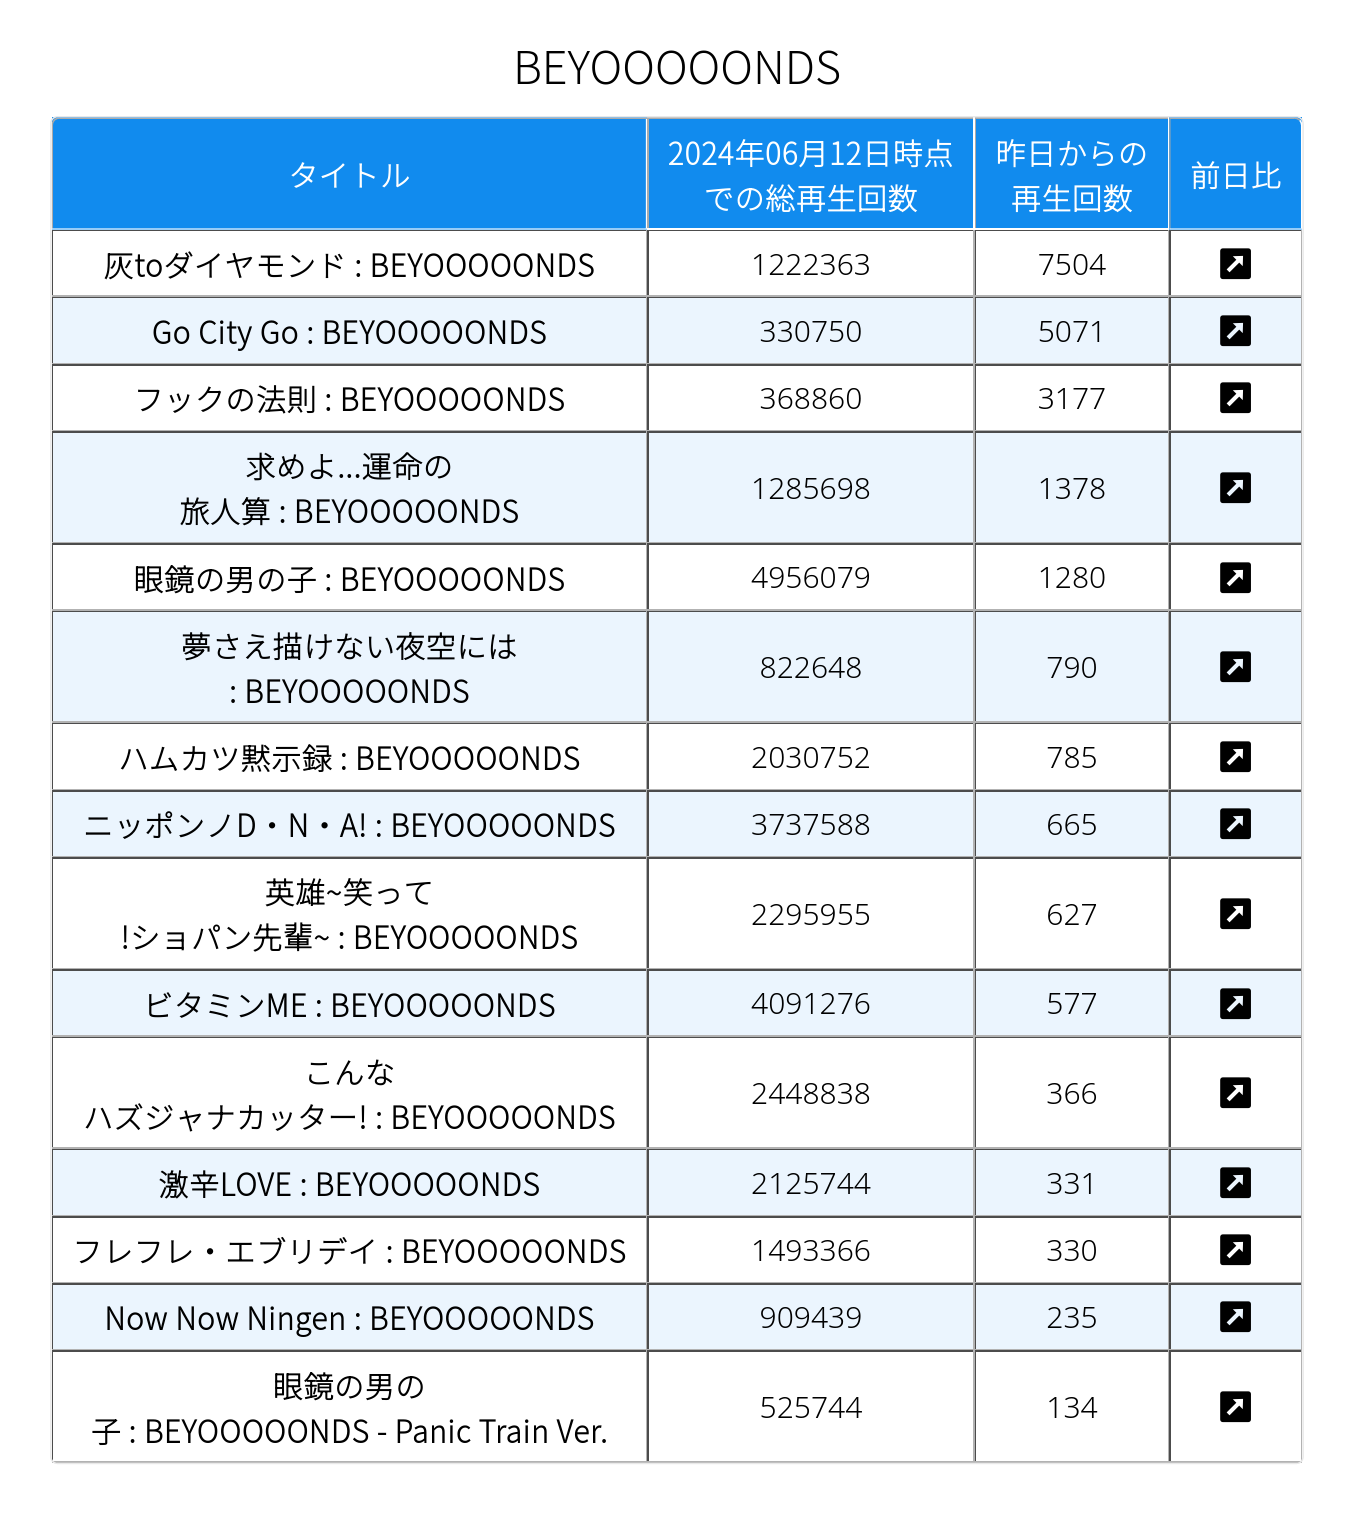 BEYOOOOONDS
タイトル
2024年06月12日時点
での総再生回数
昨日からの
再生回数
前日比
灰toダイヤモンド : BEYOOOOONDS 1222363 7504
Go City Go : BEYOOOOONDS 330750 5071
フックの法則 : BEYOOOOONDS 368860 3177
求めよ...運命の
旅人算 : BEYOOOOONDS 1285698 1378
眼鏡の男の子 : BEYOOOOONDS 4956079 1280
夢さえ描けない夜空には
: BEYOOOOONDS 822648 790
ハムカツ黙示録 : BEYOOOOONDS 2030752 785
ニッポンノD・N・A! : BEYOOOOONDS 3737588 665
英雄~笑って
!ショパン先輩~ : BEYOOOOONDS 2295955 627
ビタミンME : BEYOOOOONDS 4091276 577
こんな
ハズジャナカッター! : BEYOOOOONDS 2448838 366
激辛LOVE : BEYOOOOONDS 2125744 331
フレフレ・エブリデイ : BEYOOOOONDS 1493366 330
Now Now Ningen : BEYOOOOONDS 909439 235
眼鏡の男の
子 : BEYOOOOONDS - Panic Train Ver. 525744 134